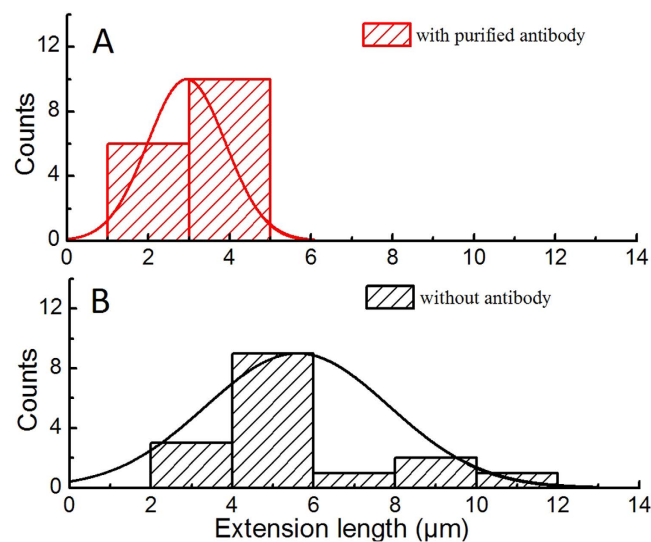 A
with purified antibody
Counts
12
8
4
0
0 2 4 6 8 10 12 14
B
without antibody
Counts
12
8
4
0
0 2 4 6 8 10 12 14
Extension length (μm)